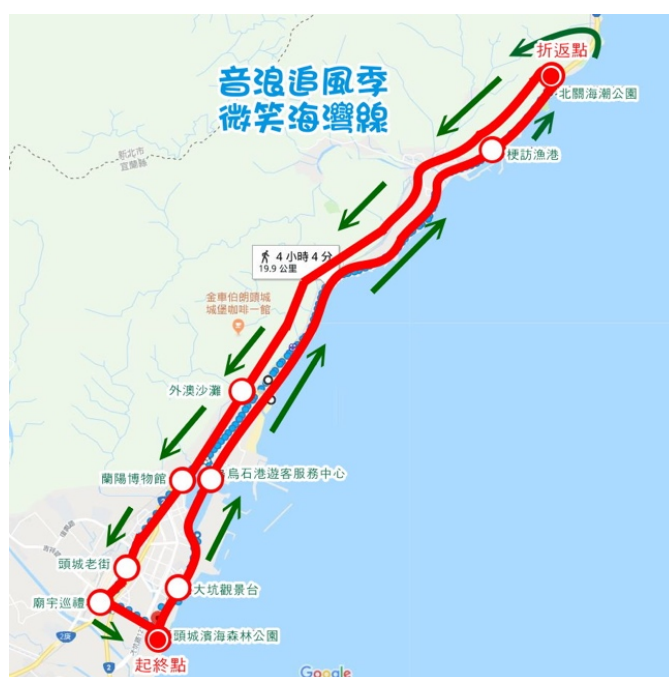 音浪追風季
微笑海灣線
折返點
北關海潮公園
梗訪漁港
新北市
宜蘭縣
4 小時 4 分
19.9 公里
金車伯朗頭城
城堡咖啡一館
外澳沙灘
蘭陽博物館
烏石港遊客服務中心
頭城老街
大坑觀景台
廟宇巡禮
頭城濱海森林公園
起終點
2庚
2
Google